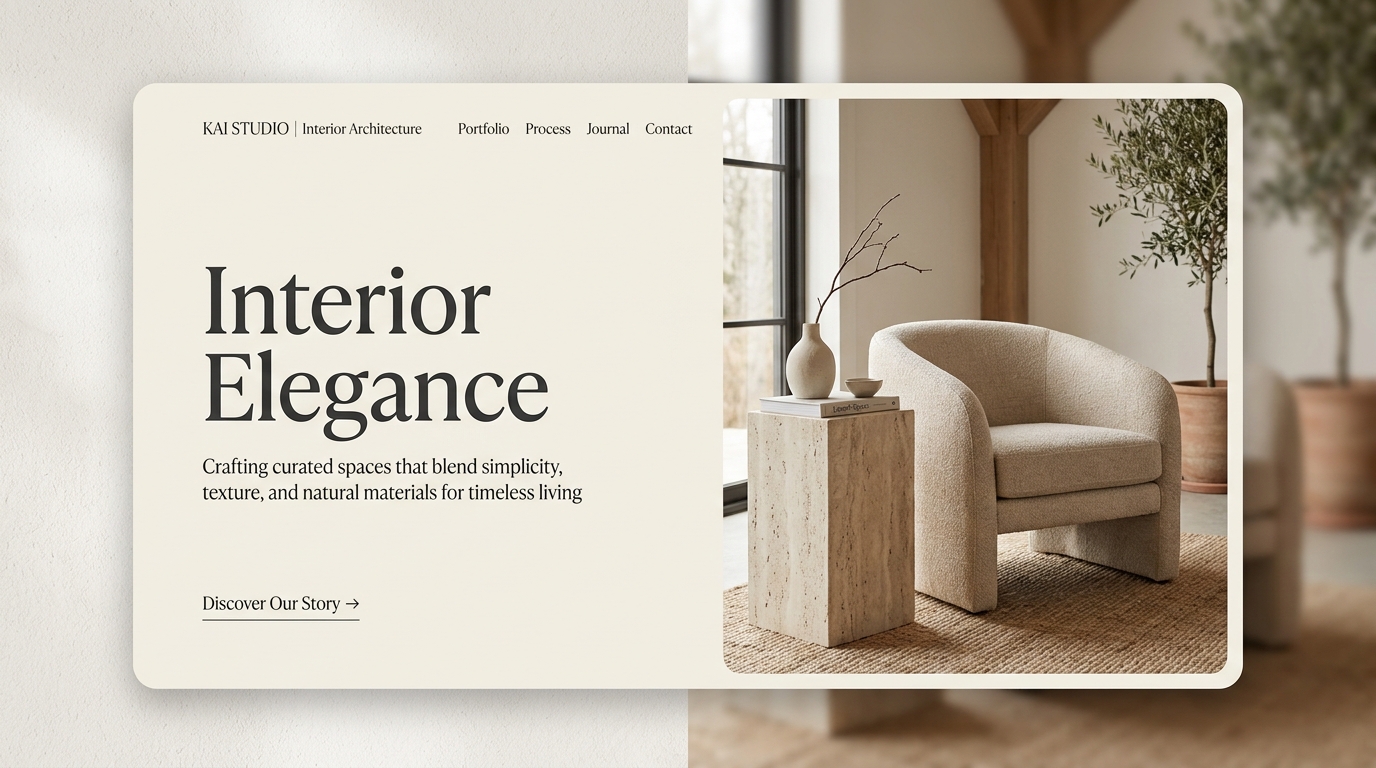 KAI STUDIO | Interior Architecture
Portfolio Process Journal Contact
Interior
Elegance
Crafting curated spaces that blend simplicity,
texture, and natural materials for timeless living
Discover Our Story →